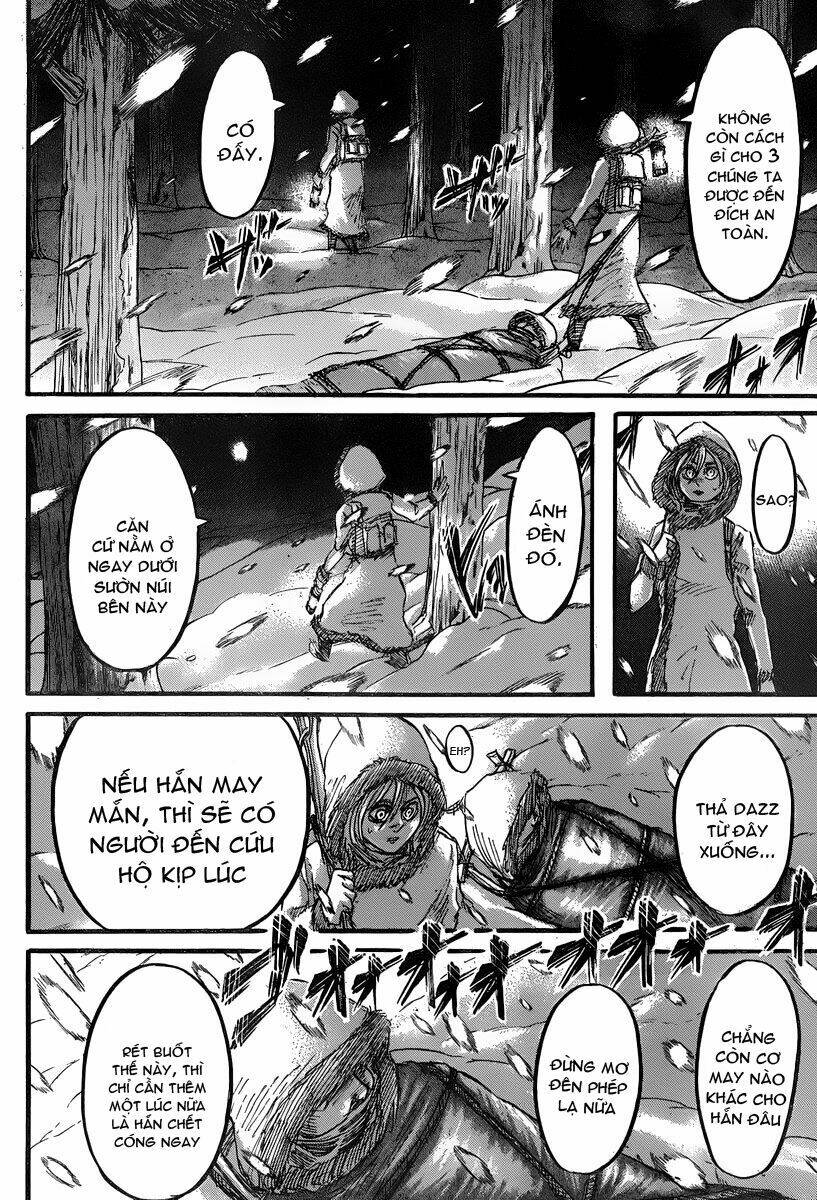 KHÔNG
CÒN CÁCH
GÌ CHO 3
CHÚNG TA
ĐƯỢC ĐẾN
ĐÍCH AN
TOÀN.
CÓ
ĐẤY.
SAO?
ÁNH
ĐÈN
ĐÓ,
CĂN
CỨ NẰM Ở
NGAY DƯỚI
SƯỜN NÚI
BÊN NÀY
THẢ DAZZ
TỪ ĐÂY
XUỐNG...
EH?
NẾU HẮN MAY
MẮN, THÌ SẼ CÓ
NGƯỜI ĐẾN CỨU
HỘ KỊP LÚC
CHẲNG
CÒN CƠ
MAY NÀO
KHÁC CHO
HẮN ĐÂU
ĐỪNG MƠ
ĐẾN PHÉP
LẠ NỮA
RÉT BUỐT
THẾ NÀY, THÌ
CHỈ CẦN THÊM
MỘT LÚC NỮA
LÀ HẮN CHẾT
CÓNG NGAY